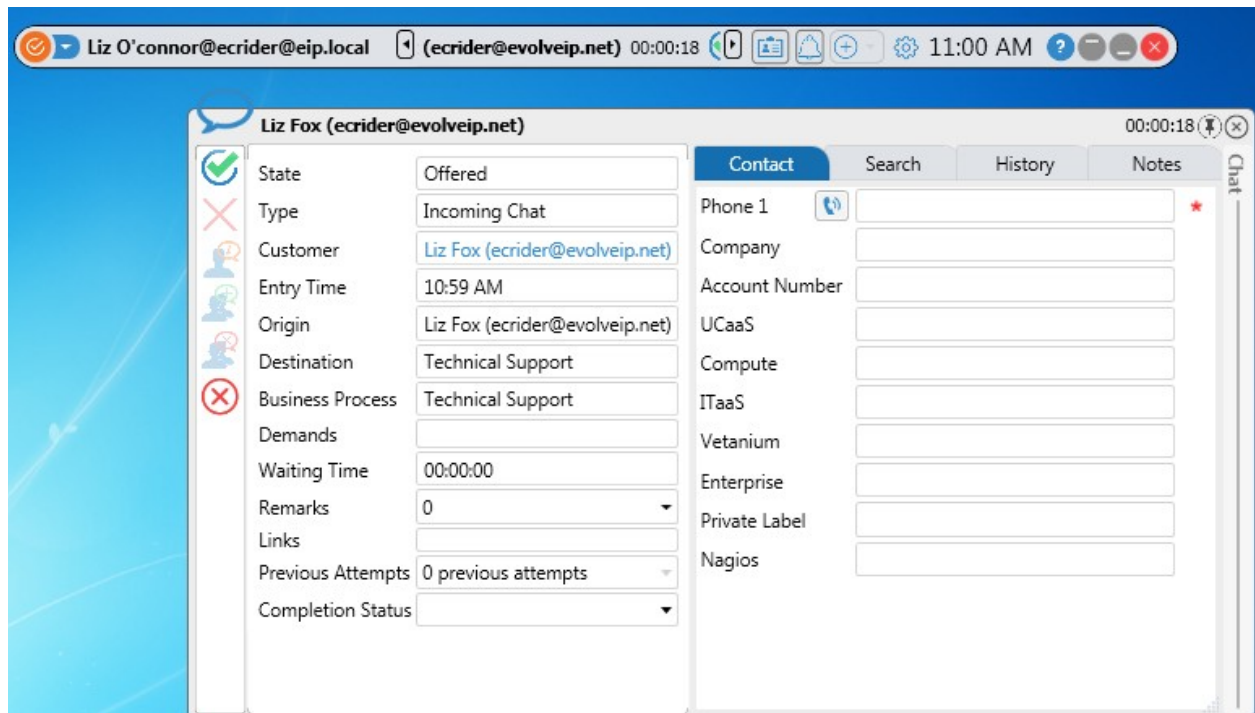 Liz O'connor@ecrider@eip.local (ecrider@evolveip.net) 00:00:18 11:00 AM ?
Liz Fox (ecrider@evolveip.net) 00:00:18
State Offered
Type Incoming Chat
Customer Liz Fox (ecrider@evolveip.net)
Entry Time 10:59 AM
Origin Liz Fox (ecrider@evolveip.net)
Destination Technical Support
Business Process Technical Support
Demands
Waiting Time 00:00:00
Remarks 0
Links
Previous Attempts 0 previous attempts
Completion Status
Contact Search History Notes
Phone 1 *
Company
Account Number
UCaaS
Compute
ITaaS
Vetanium
Enterprise
Private Label
Nagios
Chat